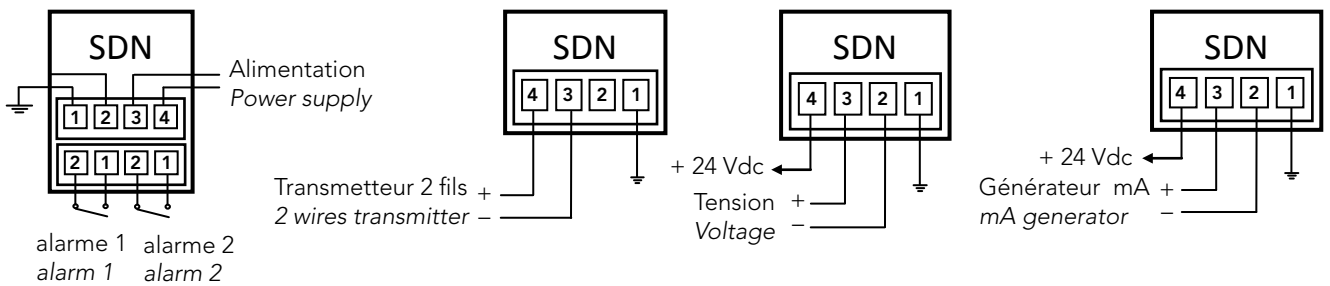 SDN
Alimentation
Power supply
1 2 3 4
2 1 2 1
alarme 1 alarme 2
alarm 1 alarm 2
SDN
4 3 2 1
Transmetteur 2 fils +
2 wires transmitter –
SDN
4 3 2 1
+ 24 Vdc
Tension +
Voltage –
SDN
4 3 2 1
+ 24 Vdc
Générateur mA +
mA generator –